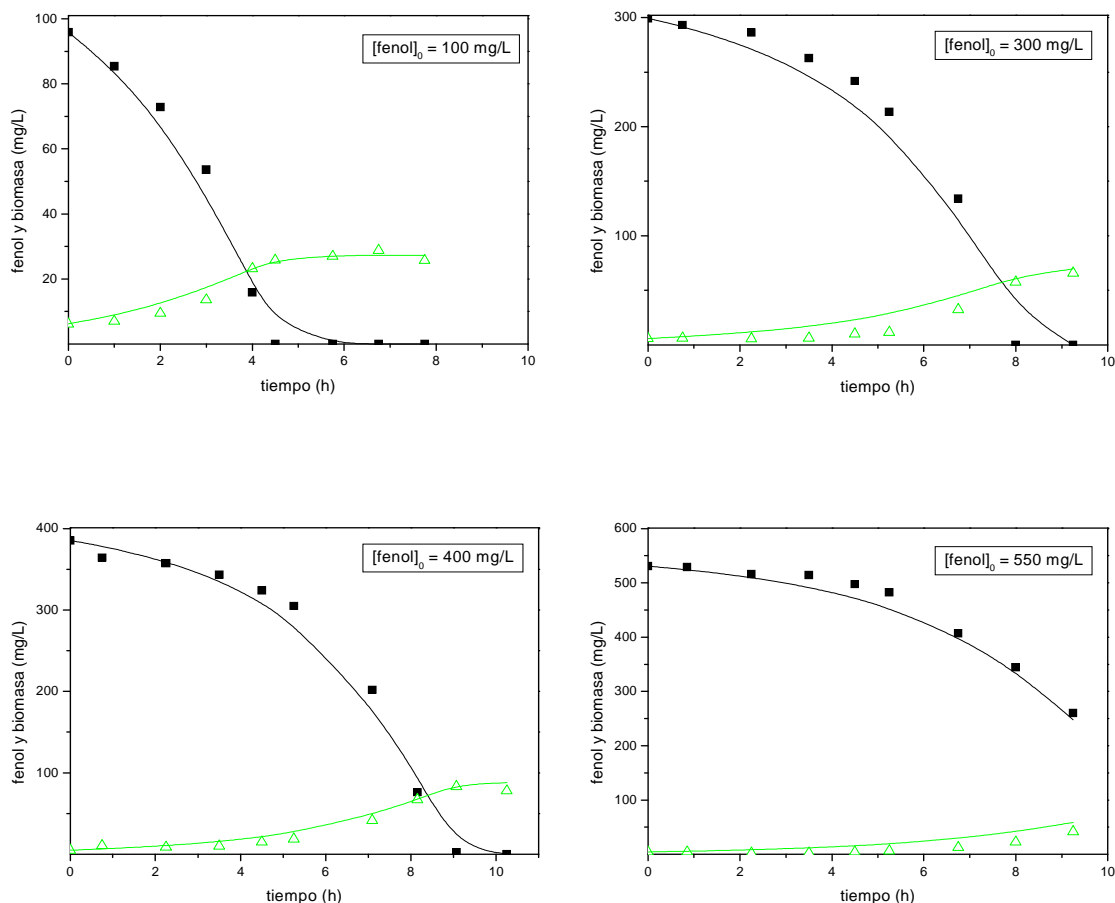 [fenol]0 = 100 mg/L
100
80
60
40
20
0 2 4 6 8 10
fenol y biomasa (mg/L)
tiempo (h)
[fenol]0 = 300 mg/L
300
200
100
0 2 4 6 8 10
fenol y biomasa (mg/L)
tiempo (h)
[fenol]0 = 400 mg/L
400
300
200
100
0 2 4 6 8 10
fenol y biomasa (mg/L)
tiempo (h)
[fenol]0 = 550 mg/L
600
500
400
300
200
100
0 2 4 6 8 10
fenol y biomasa (mg/L)
tiempo (h)